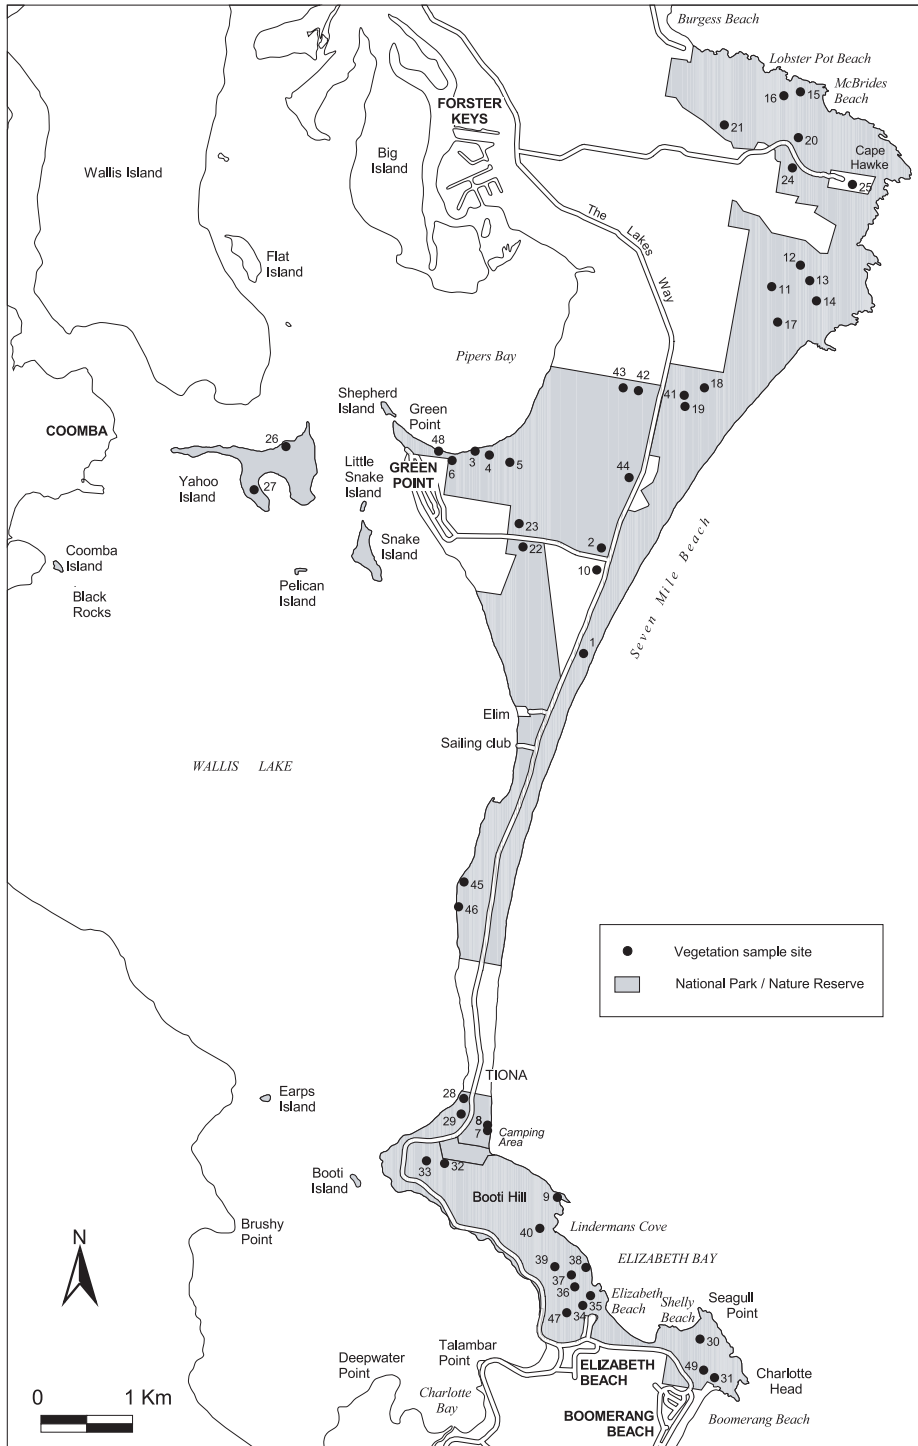 Burgess Beach
Lobster Pot Beach
McBrides
Beach
16
15
FORSTER
KEYS
21
20
Cape
Hawke
Big
Island
Wallis Island
24
25
The
Lakes
Way
Flat
Island
12
13
11
14
17
Pipers Bay
43
42
18
41
19
Shepherd
Island
Green
Point
COOMBA
26
48
3
4
5
6
GREEN
POINT
Little
Snake
Island
44
27
Yahoo
Island
23
Seven Mile Beach
Snake
Island
22
2
Coomba
Island
10
Pelican
Island
Black
Rocks
1
Elim
Sailing club
WALLIS LAKE
45
46
Vegetation sample site
National Park / Nature Reserve
TIONA
28
Earps
Island
29
8
7
Camping
Area
33
32
Booti
Island
Booti Hill
9
Brushy
Point
N
40
Lindermans Cove
39
38
ELIZABETH BAY
37
36
35
Elizabeth
Beach
Shelly
Beach
Seagull
Point
47
34
30
Talambar
Point
Deepwater
Point
ELIZABETH
BEACH
49
31
Charlotte
Head
Charlotte
Bay
0 1 Km
BOOMERANG
BEACH
Boomerang Beach